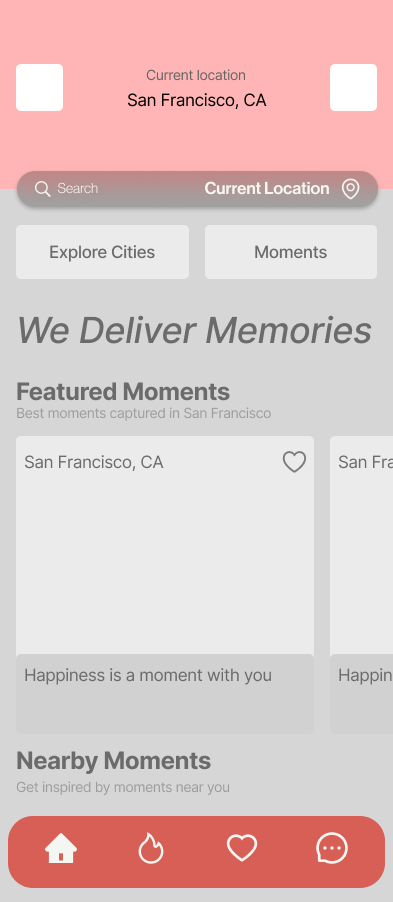 Current location
San Francisco, CA
Search
Current Location
Explore Cities
Moments
We Deliver Memories
Featured Moments
Best moments captured in San Francisco
San Francisco, CA
San Fra
Happiness is a moment with you
Happin
Nearby Moments
Get inspired by moments near you